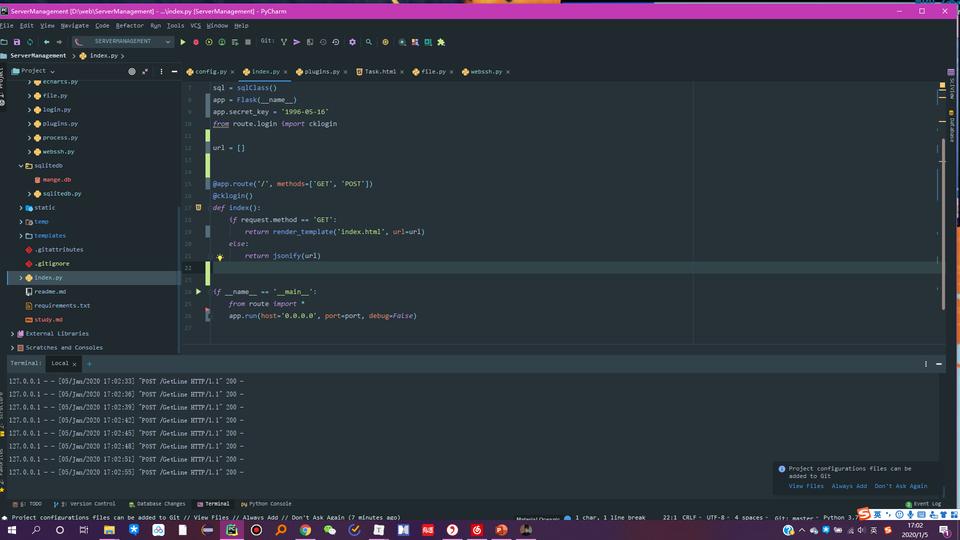 ServerManagement [D:\web\ServerManagement] - ...\index.py [ServerManagement] - PyCharm
File Edit View Navigate Code Refactor Run Tools VCS Window Help
SERVERMANAGEMENT Git:
ServerManagement index.py
Project config.py index.py plugins.py Task.html file.py webssh.py
echarts.py
file.py
login.py
plugins.py
process.py
webssh.py
sqlitedb
mange.db
sqlitedb.py
static
temp
templates
.gitattributes
.gitignore
index.py
readme.md
requirements.txt
study.md
External Libraries
Scratches and Consoles
7 sql = sqlClass()
8 app = Flask(__name__)
9 app.secret_key = '1996-05-16'
10 from route.login import cklogin
11
12 url = []
13
14
15 @app.route('/', methods=['GET', 'POST'])
16 @cklogin()
17 def index():
18 if request.method == 'GET':
19 return render_template('index.html', url=url)
20 else:
21 return jsonify(url)
22
23
24 if __name__ == '__main__':
25 from route import *
26 app.run(host='0.0.0.0', port=port, debug=False)
27
SciView
Database
Terminal: Local +
127.0.0.1 - - [05/Jan/2020 17:02:33] "POST /GetLine HTTP/1.1" 200 -
127.0.0.1 - - [05/Jan/2020 17:02:36] "POST /GetLine HTTP/1.1" 200 -
127.0.0.1 - - [05/Jan/2020 17:02:39] "POST /GetLine HTTP/1.1" 200 -
127.0.0.1 - - [05/Jan/2020 17:02:42] "POST /GetLine HTTP/1.1" 200 -
127.0.0.1 - - [05/Jan/2020 17:02:45] "POST /GetLine HTTP/1.1" 200 -
127.0.0.1 - - [05/Jan/2020 17:02:48] "POST /GetLine HTTP/1.1" 200 -
127.0.0.1 - - [05/Jan/2020 17:02:51] "POST /GetLine HTTP/1.1" 200 -
127.0.0.1 - - [05/Jan/2020 17:02:55] "POST /GetLine HTTP/1.1" 200 -
Project configurations files can be
added to Git
View Files Always Add Don't Ask Again
6: TODO 9: Version Control Database Changes Terminal Python Console Event Log
Project configurations files can be added to Git // View Files // Always Add // Don't Ask Again (7 minutes ago) 1 char, 1 line break 22:1 CRLF UTF-8 4 spaces Git: master Python 3.7
17:02
2020/1/5